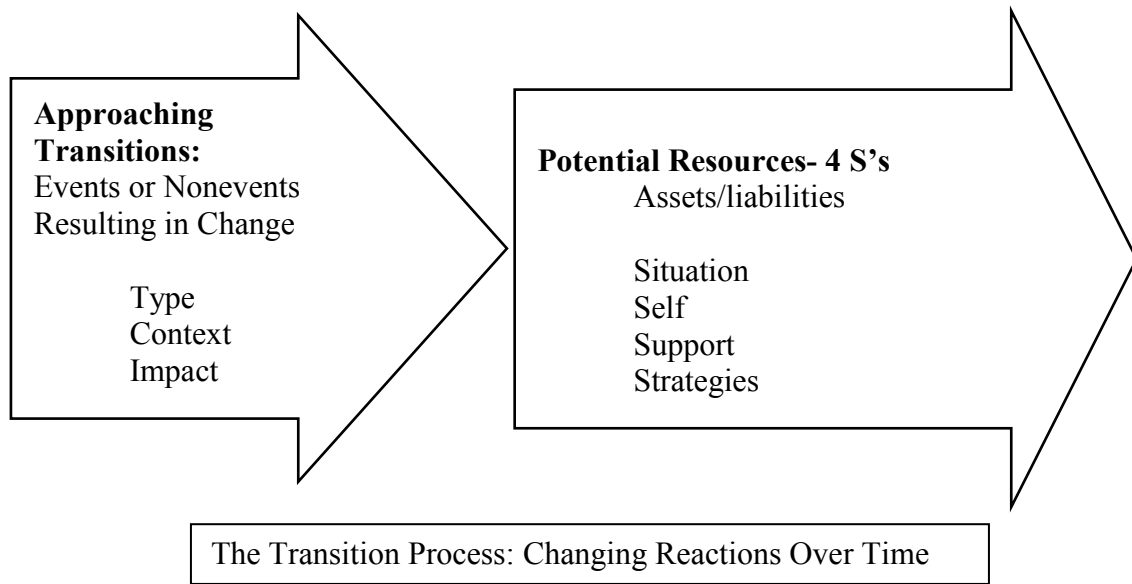 Approaching
Transitions:
Events or Nonevents
Resulting in Change
Type
Context
Impact
Potential Resources- 4 S’s
Assets/liabilities
Situation
Self
Support
Strategies
The Transition Process: Changing Reactions Over Time